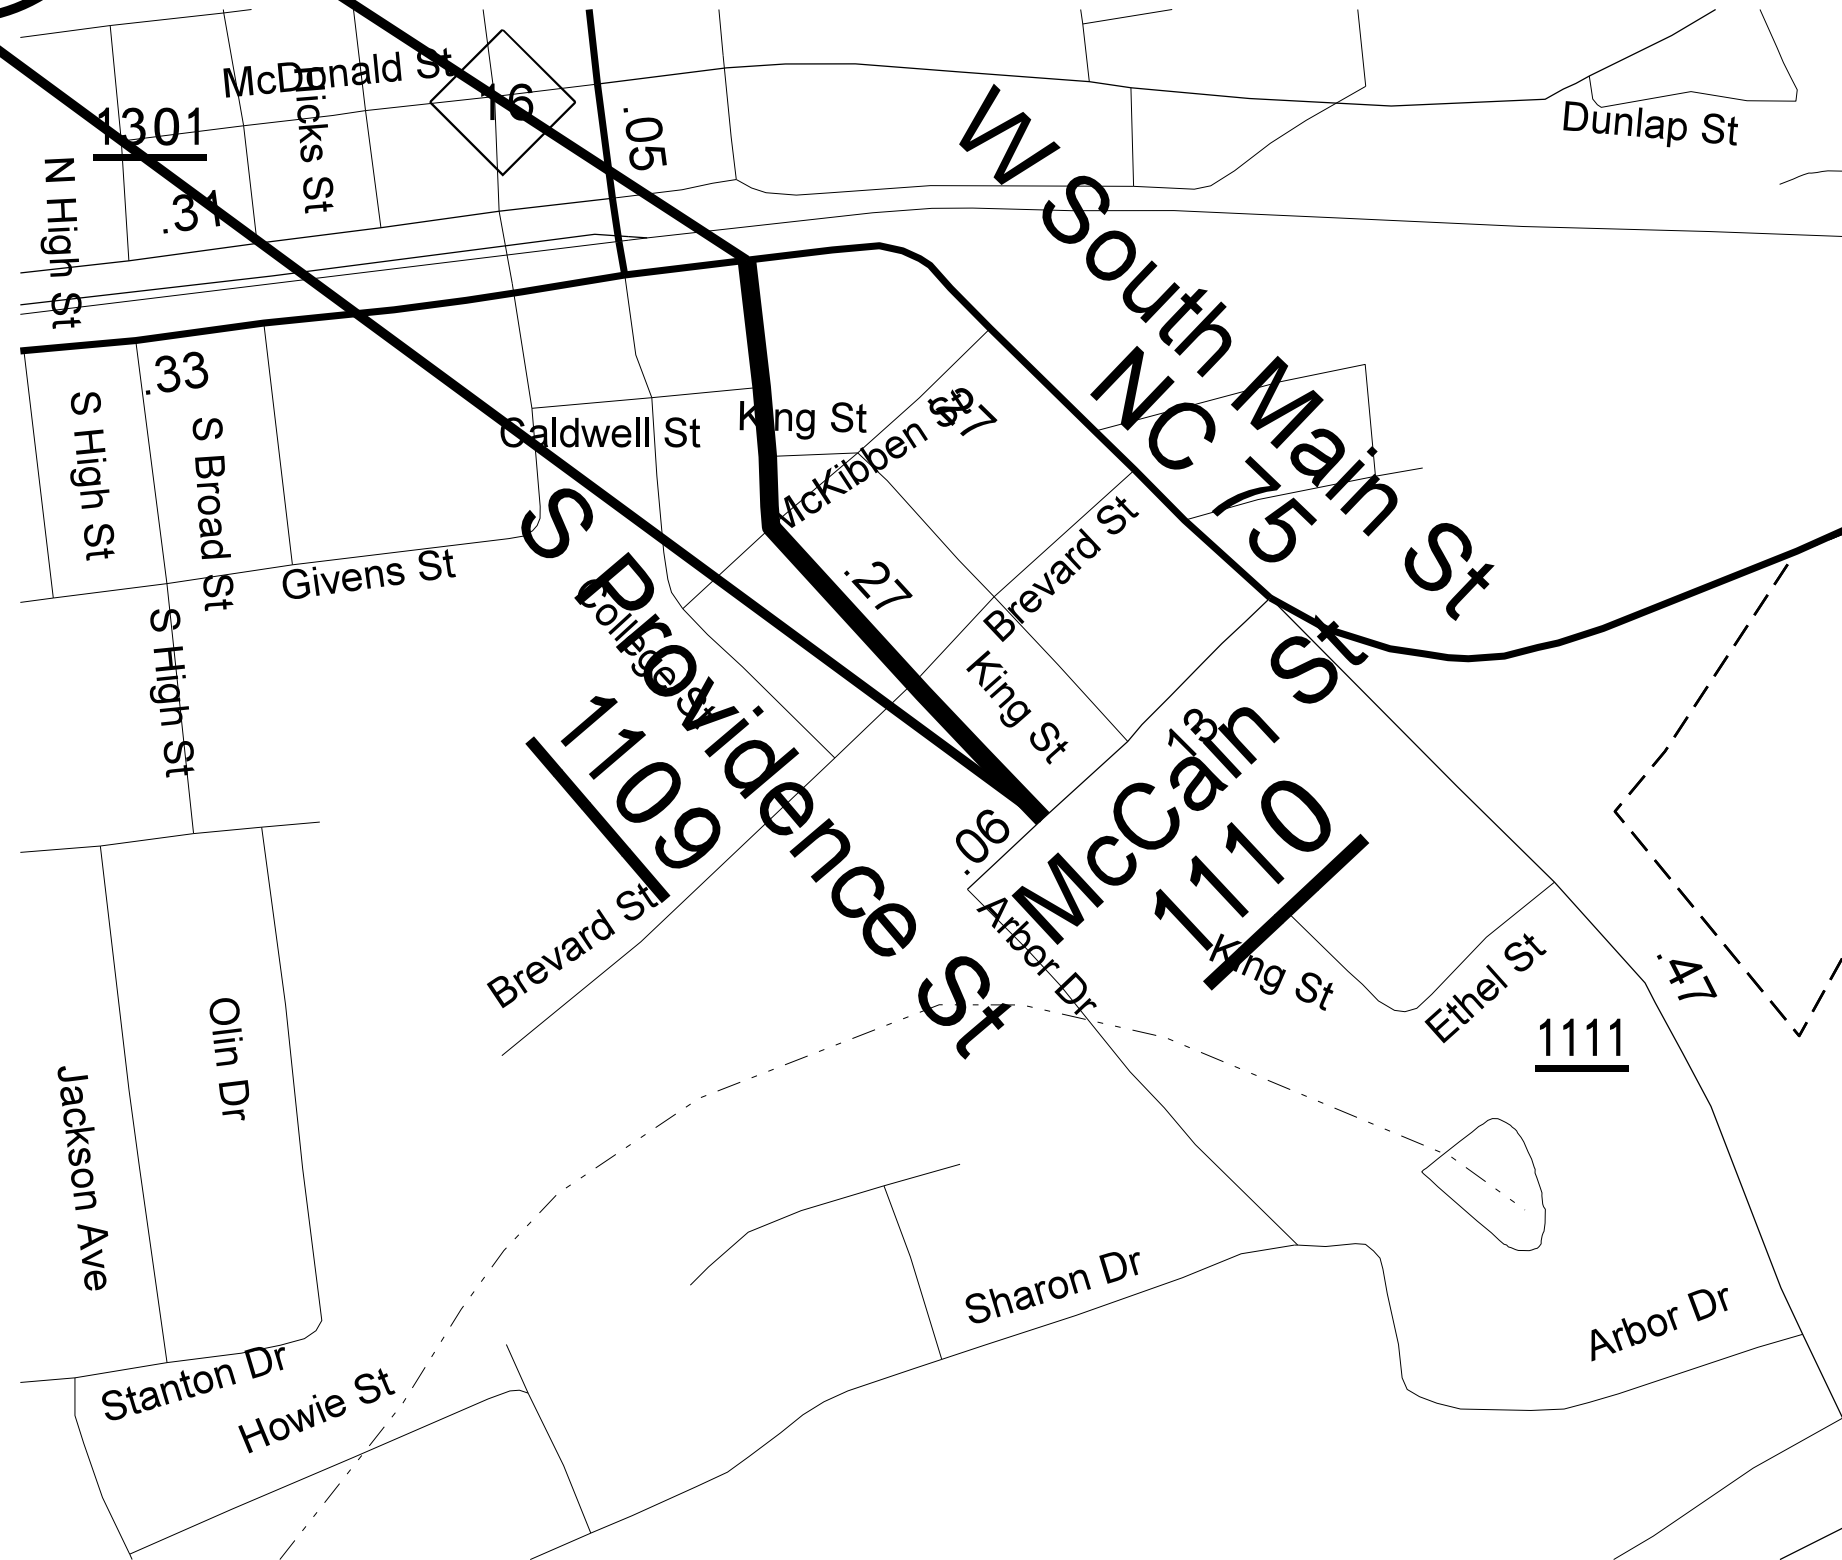 McDonald St
16
1301
.31
Hicks St
.05
N High St
Dunlap St
W South Main St
NC 75
.33
S High St
S Broad St
Caldwell St
King St
McKibben St
.27
Givens St
S Providence St
1109
College St
.27
Brevard St
King St
S High St
.13
McCain St
1110
.06
Arbor Dr
Brevard St
King St
Ethel St
.47
1111
Olin Dr
Jackson Ave
Sharon Dr
Arbor Dr
Stanton Dr
Howie St